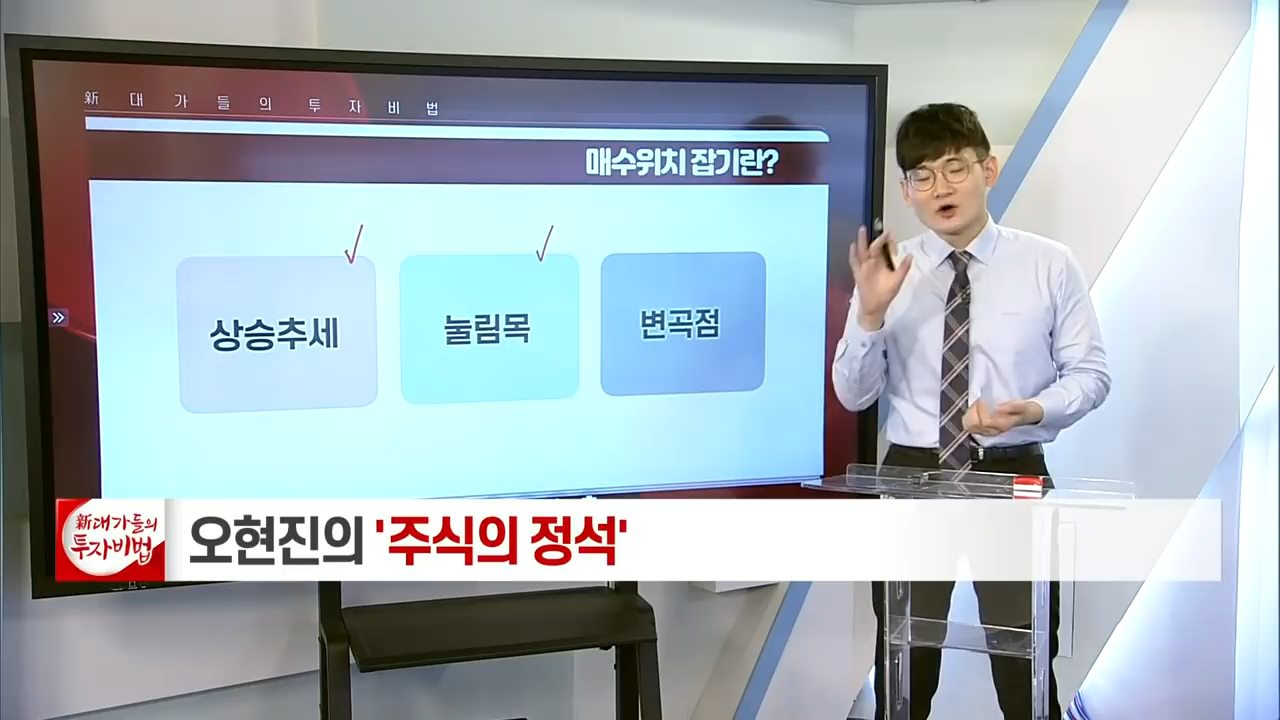 新 대 가 들 의 투 자 비 법
매수위치 잡기란?
상승추세
눌림목
변곡점
新대가들의
투자비법
오현진의 '주식의 정석'